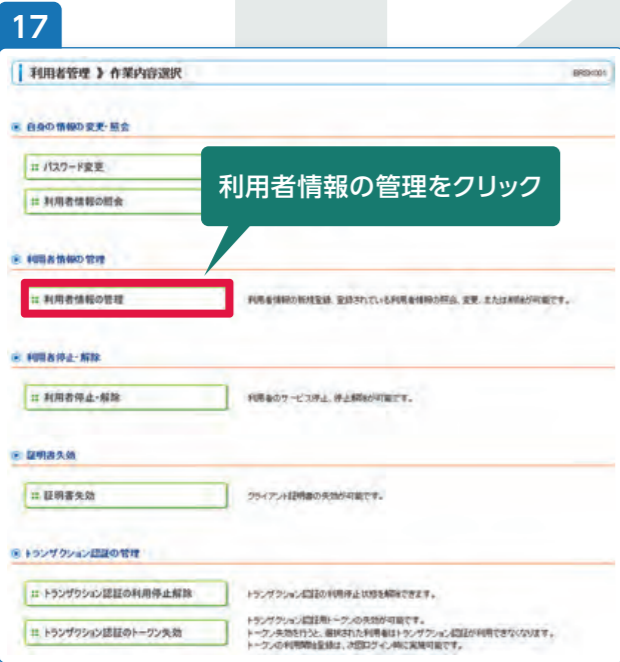 17
利用者管理 》 作業内容選択
BRSK001
自身の情報の変更・照会
パスワード変更
利用者情報の照会
利用者情報の管理をクリック
利用者情報の管理
利用者情報の管理
利用者情報の新規登録、登録されている利用者情報の照会、変更、または削除が可能です。
利用者停止・解除
利用者停止・解除
利用者のサービス停止、停止解除が可能です。
証明書失効
証明書失効
クライアント証明書の失効が可能です。
トランザクション認証の管理
トランザクション認証の利用停止解除
トランザクション認証の利用停止状態を解除できます。
トランザクション認証のトークン失効
トランザクション認証用トークンの失効が可能です。
トークン失効を行うと、選択された利用者はトランザクション認証が利用できなくなります。
トークンの利用開始登録は、次回ログイン時に実施可能です。